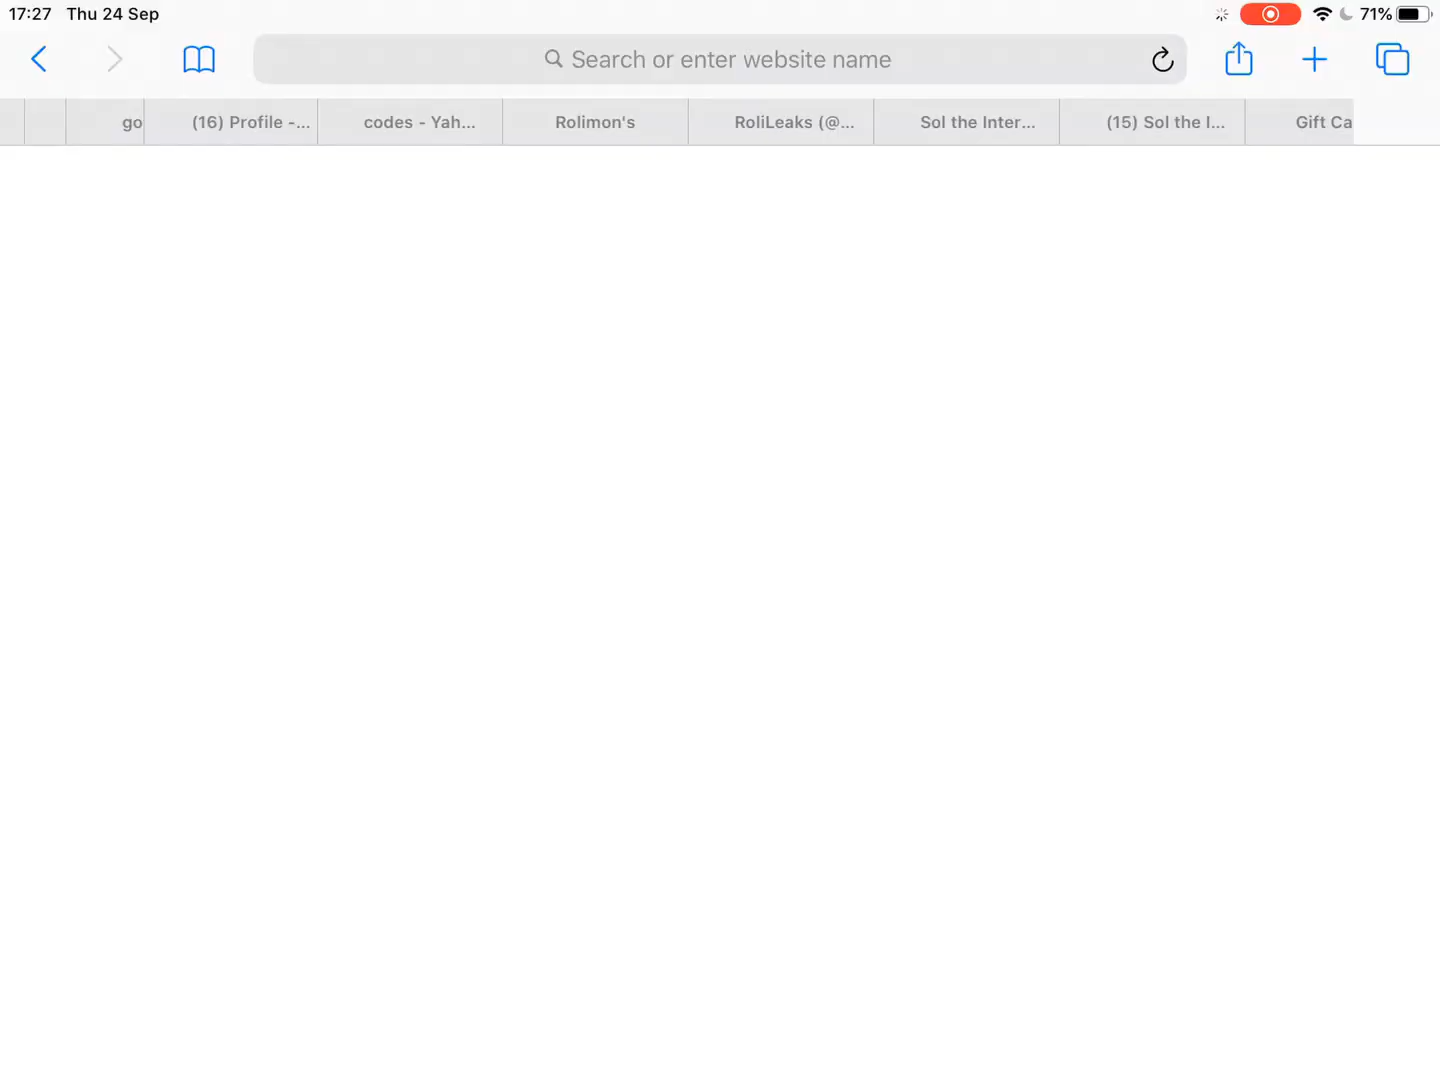 17:27 Thu 24 Sep 71%
Search or enter website name
go (16) Profile -... codes - Yah... Rolimon's RoliLeaks (@... Sol the Inter... (15) Sol the I... Gift Ca